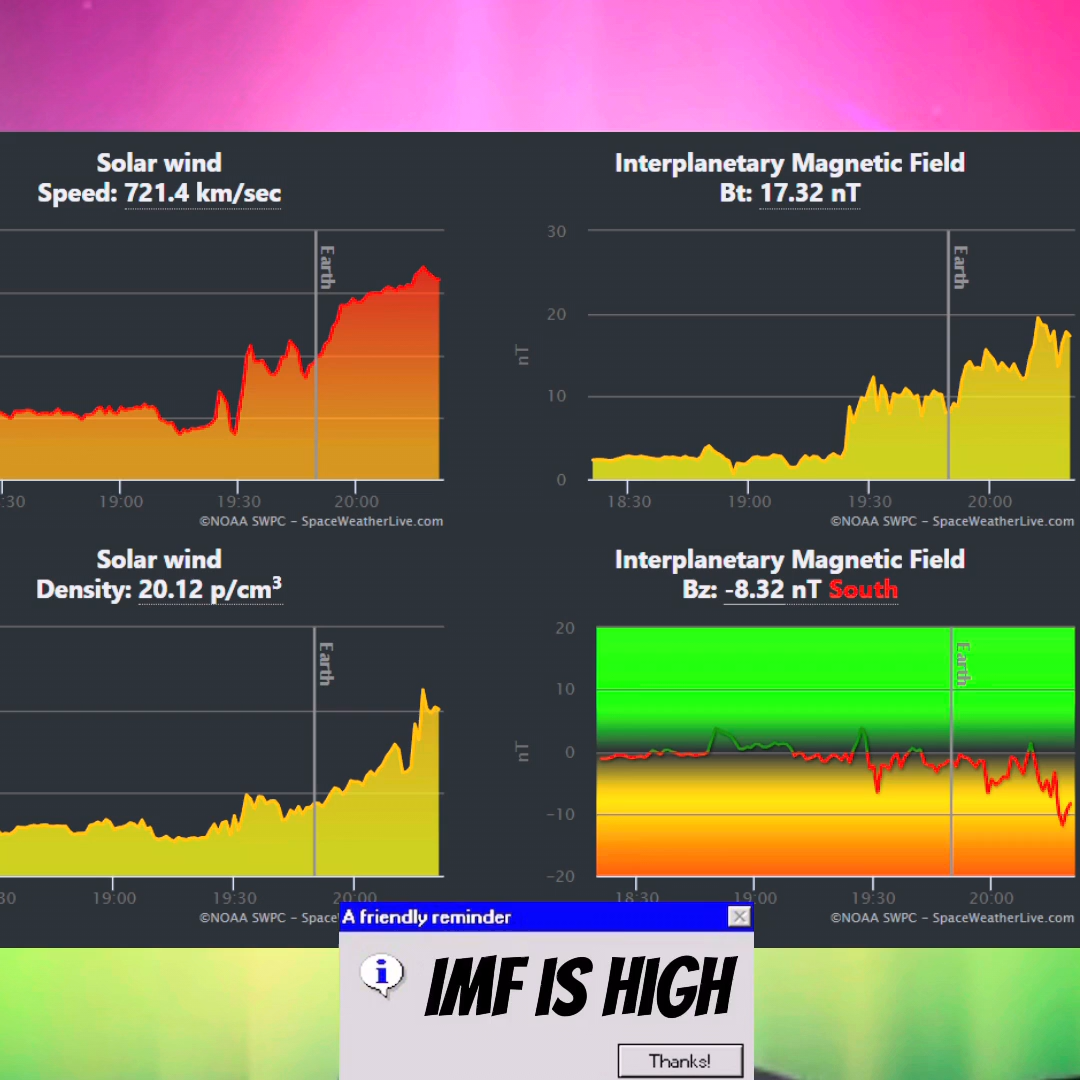 Solar wind
Speed: 721.4 km/sec
Earth
:30 19:00 19:30 20:00
©NOAA SWPC – SpaceWeatherLive.com
Interplanetary Magnetic Field
Bt: 17.32 nT
30
20
10
0
nT
Earth
18:30 19:00 19:30 20:00
©NOAA SWPC – SpaceWeatherLive.com
Solar wind
Density: 20.12 p/cm³
Earth
30 19:00 19:30 20:00
©NOAA SWPC – Space
Interplanetary Magnetic Field
Bz: -8.32 nT South
20
10
0
-10
-20
nT
Earth
18:30 19:00 19:30 20:00
©NOAA SWPC – SpaceWeatherLive.com
A friendly reminder
IMF IS HIGH
Thanks!